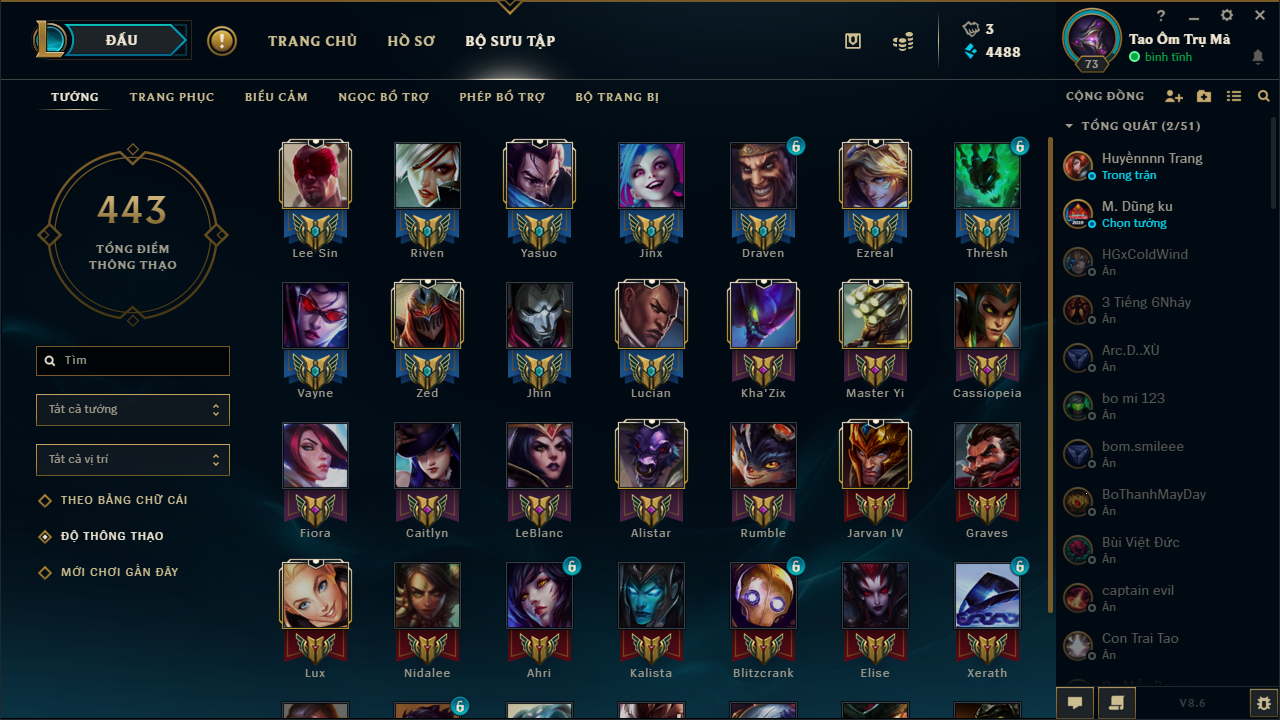 ĐẤU
!
TRANG CHỦ
HỒ SƠ
BỘ SƯU TẬP
3
4488
?
Tao Ôm Trụ Mà
bình tĩnh
73
TƯỚNG
TRANG PHỤC
BIỂU CẢM
NGỌC BỔ TRỢ
PHÉP BỔ TRỢ
BỘ TRANG BỊ
CỘNG ĐỒNG
TỔNG QUÁT (2/51)
443
TỔNG ĐIỂM
THÔNG THẠO
Tìm
Tất cả tướng
Tất cả vị trí
THEO BẢNG CHỮ CÁI
ĐỘ THÔNG THẠO
MỚI CHƠI GẦN ĐÂY
6
6
Lee Sin
Riven
Yasuo
Jinx
Draven
Ezreal
Thresh
Vayne
Zed
Jhin
Lucian
Kha'Zix
Master Yi
Cassiopeia
Fiora
Caitlyn
LeBlanc
Alistar
Rumble
Jarvan IV
Graves
6
6
6
Lux
Nidalee
Ahri
Kalista
Blitzcrank
Elise
Xerath
6
Huyềnnnn Trang
Trong trận
M. Dũng ku
Chọn tướng
HGxColdWind
Ẩn
3 Tiếng 6Nháy
Ẩn
Arc.D..XÙ
Ẩn
bo mi 123
Ẩn
bom.smileee
Ẩn
BoThanhMayDay
Ẩn
Bùi Việt Đức
Ẩn
captain evil
Ẩn
Con Trai Tao
Ẩn
V8.6